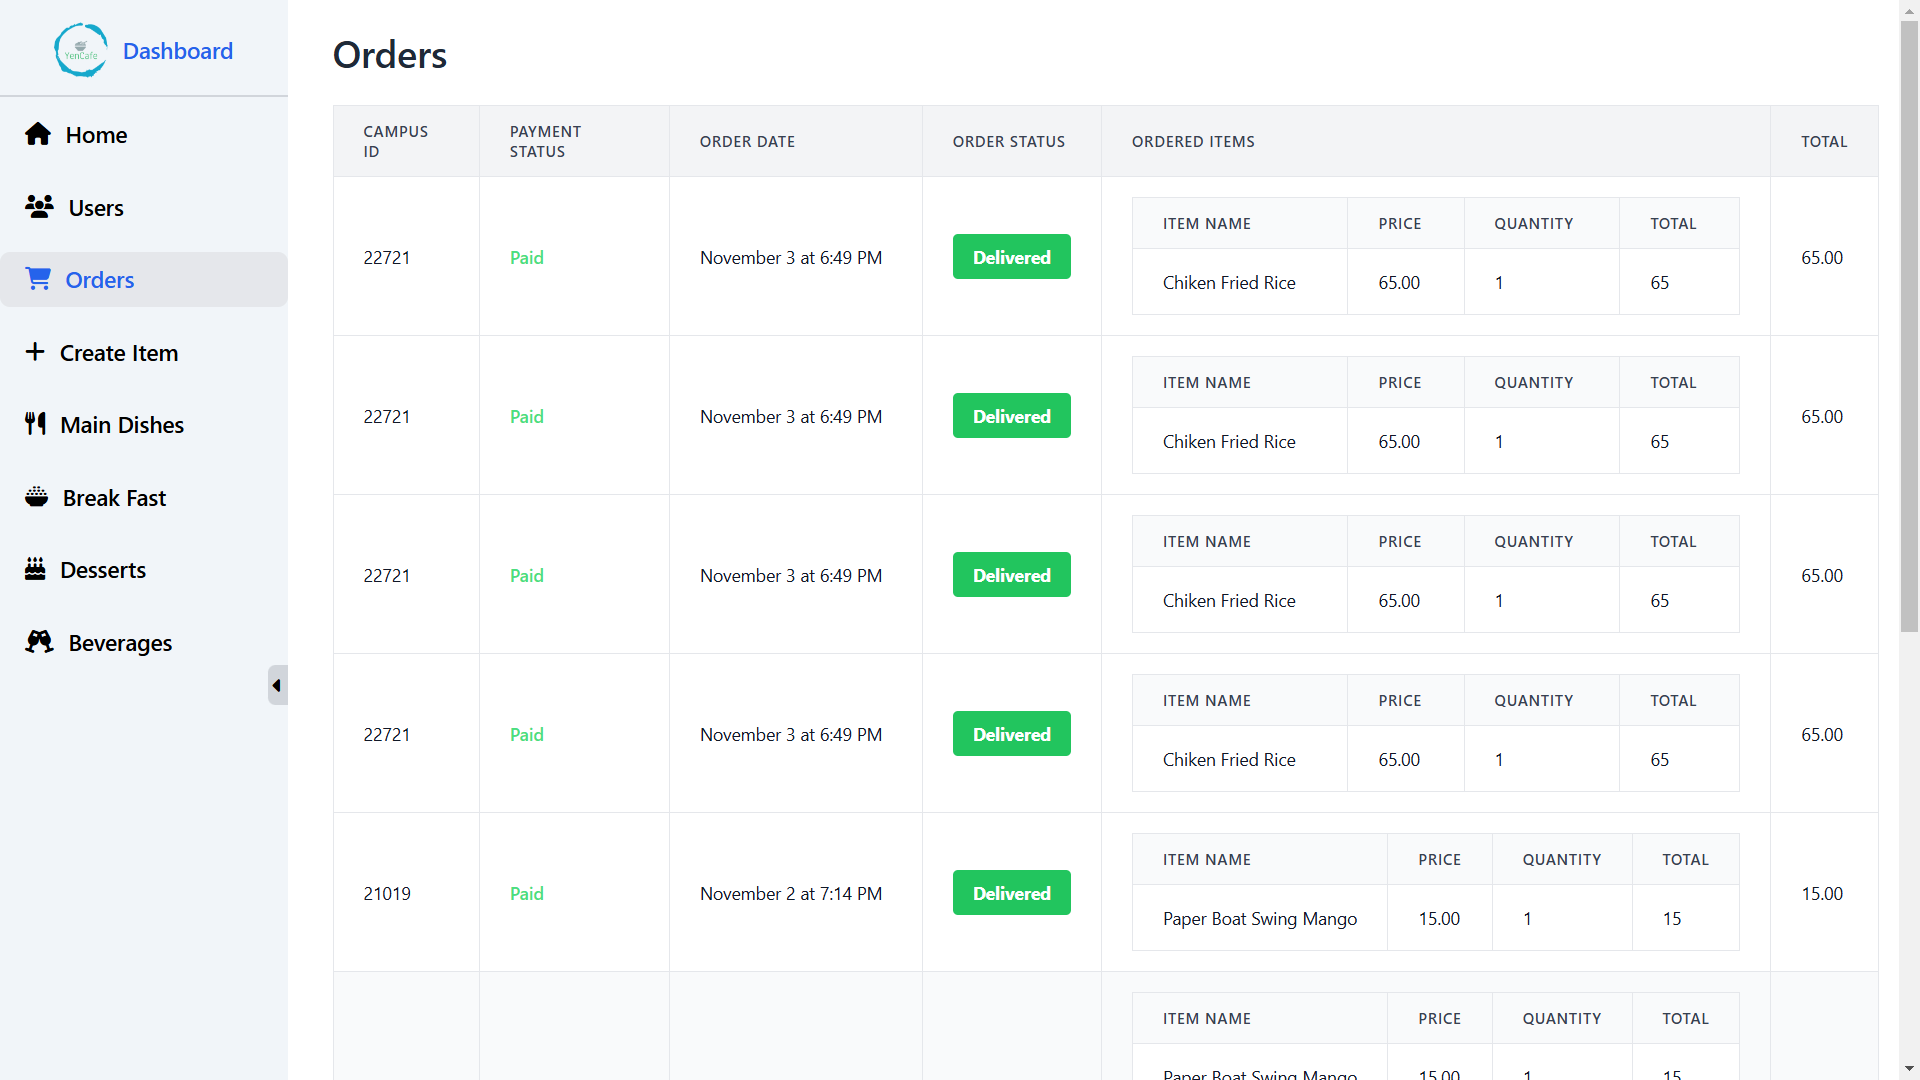 YenCafe
Dashboard
Home
Users
Orders
Create Item
Main Dishes
Break Fast
Desserts
Beverages
Orders
CAMPUS ID PAYMENT STATUS ORDER DATE ORDER STATUS ORDERED ITEMS TOTAL
ITEM NAME PRICE QUANTITY TOTAL
22721 Paid November 3 at 6:49 PM Delivered 65.00
Chiken Fried Rice 65.00 1 65
ITEM NAME PRICE QUANTITY TOTAL
22721 Paid November 3 at 6:49 PM Delivered 65.00
Chiken Fried Rice 65.00 1 65
ITEM NAME PRICE QUANTITY TOTAL
22721 Paid November 3 at 6:49 PM Delivered 65.00
Chiken Fried Rice 65.00 1 65
ITEM NAME PRICE QUANTITY TOTAL
22721 Paid November 3 at 6:49 PM Delivered 65.00
Chiken Fried Rice 65.00 1 65
ITEM NAME PRICE QUANTITY TOTAL
21019 Paid November 2 at 7:14 PM Delivered 15.00
Paper Boat Swing Mango 15.00 1 15
ITEM NAME PRICE QUANTITY TOTAL
Paper Boat Swing Mango 15.00 1 15